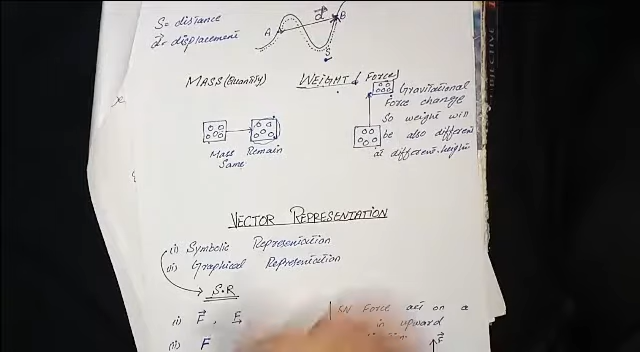 S = distance
d⃗ = displacement
A
d⃗
B
S
MASS (Quantity)
WEIGHT ↓ (Force)
Gravitational
Force change
So weight will
be also different
at different height
Mass Remain
Same
VECTOR REPRESENTATION
(i) Symbolic Representation
(ii) Graphical Representation
S.R
(i) F⃗ , F
(ii) F
5N Force act on a
in upward
F⃗
OBJECTIVE